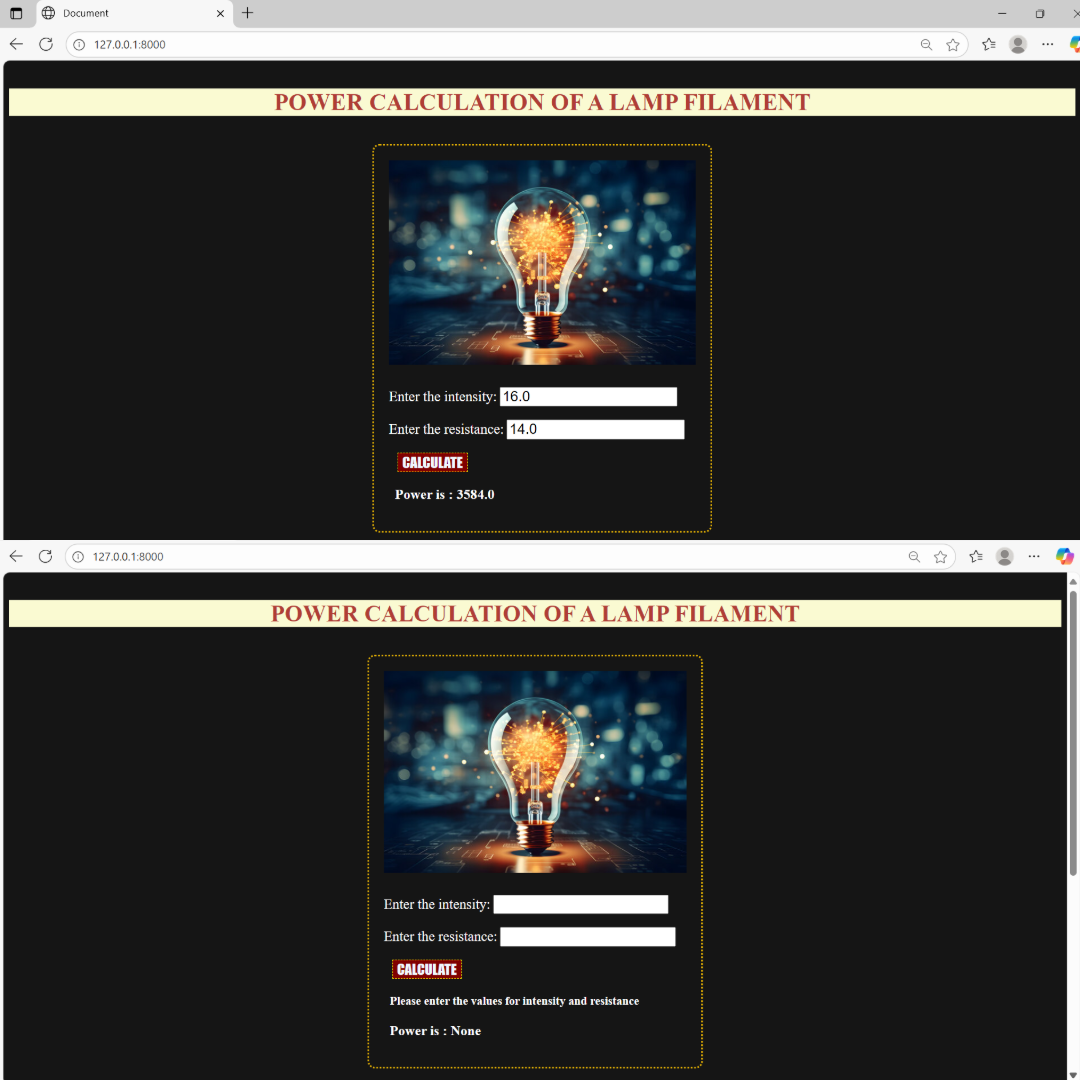 Document
127.0.0.1:8000
POWER CALCULATION OF A LAMP FILAMENT
Enter the intensity: 16.0
Enter the resistance: 14.0
CALCULATE
Power is : 3584.0
127.0.0.1:8000
POWER CALCULATION OF A LAMP FILAMENT
Enter the intensity:
Enter the resistance:
CALCULATE
Please enter the values for intensity and resistance
Power is : None